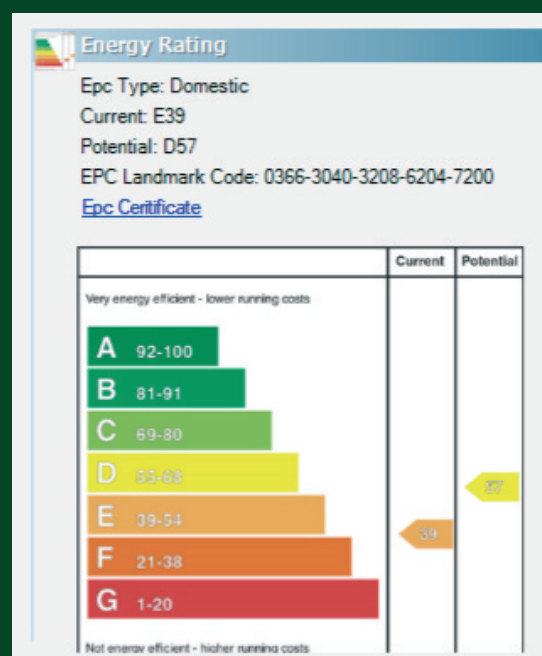 Energy Rating
Epc Type: Domestic
Current: E39
Potential: D57
EPC Landmark Code: 0366-3040-3208-6204-7200
Epc Ceritificate
Current Potential
Very energy efficient - lower running costs
A 92-100
B 81-91
C 69-80
D 55-68
57
E 39-54
39
F 21-38
G 1-20
Not energy efficient - higher running costs